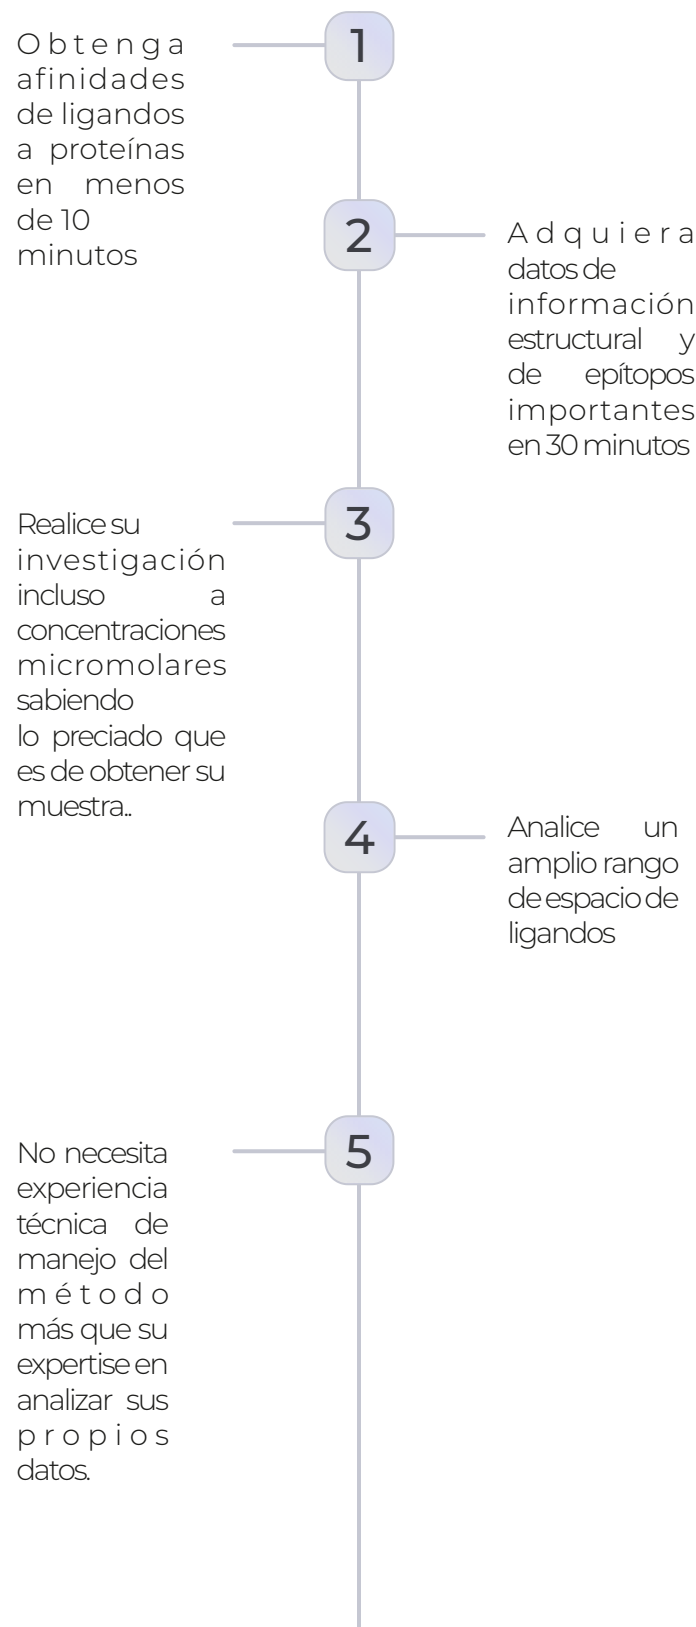 1
Obtenga
afinidades
de ligandos
a proteínas
en menos
de 10
minutos
2
Adquiera
datos de
información
estructural y
de epítopos
importantes
en 30 minutos
3
Realice su
investigación
incluso a
concentraciones
micromolares
sabiendo
lo preciado que
es de obtener su
muestra..
4
Analice un
amplio rango
de espacio de
ligandos
5
No necesita
experiencia
técnica de
manejo del
método
más que su
expertise en
analizar sus
propios
datos.